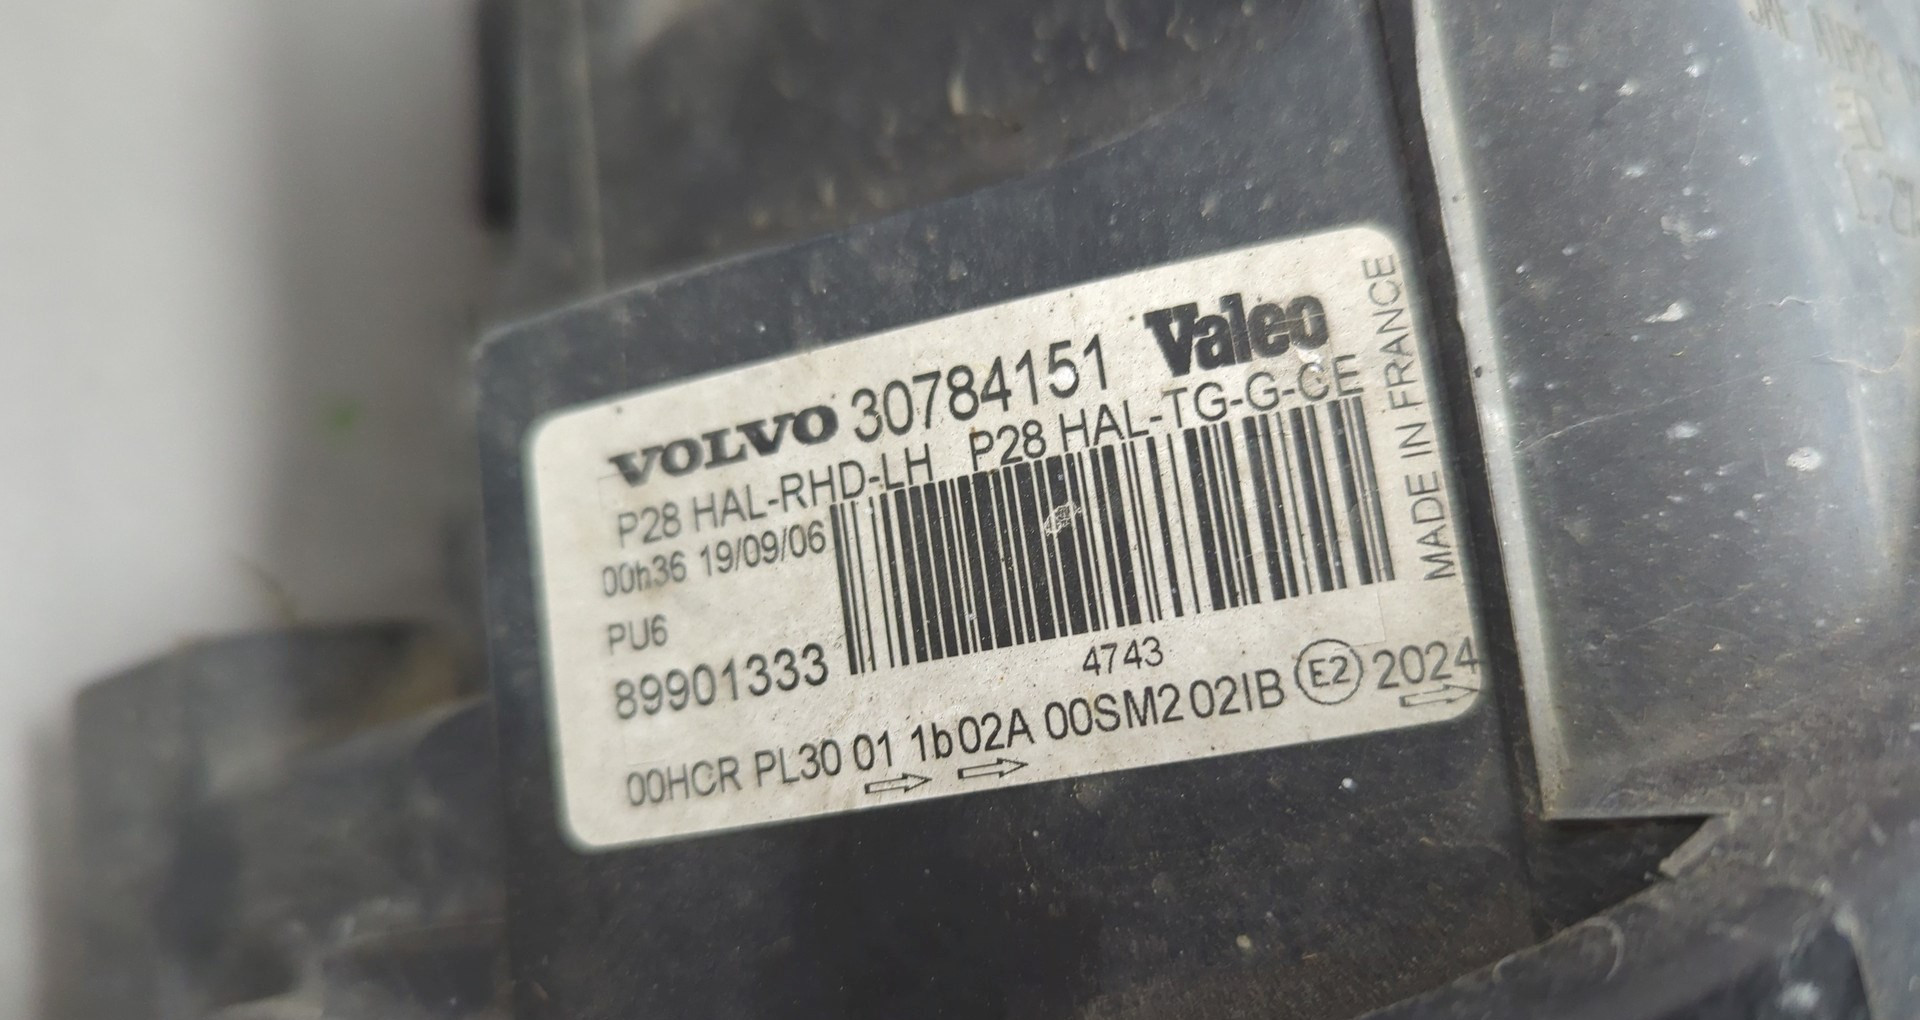 VOLVO 30784151 Valeo
P28 HAL-RHD-LH P28 HAL-TG-G-CE
00h36 19/09/06
PU6
89901333
4743
00HCR PL30 01 1b02A 00SM2 02IB E2 2024
MADE IN FRANCE